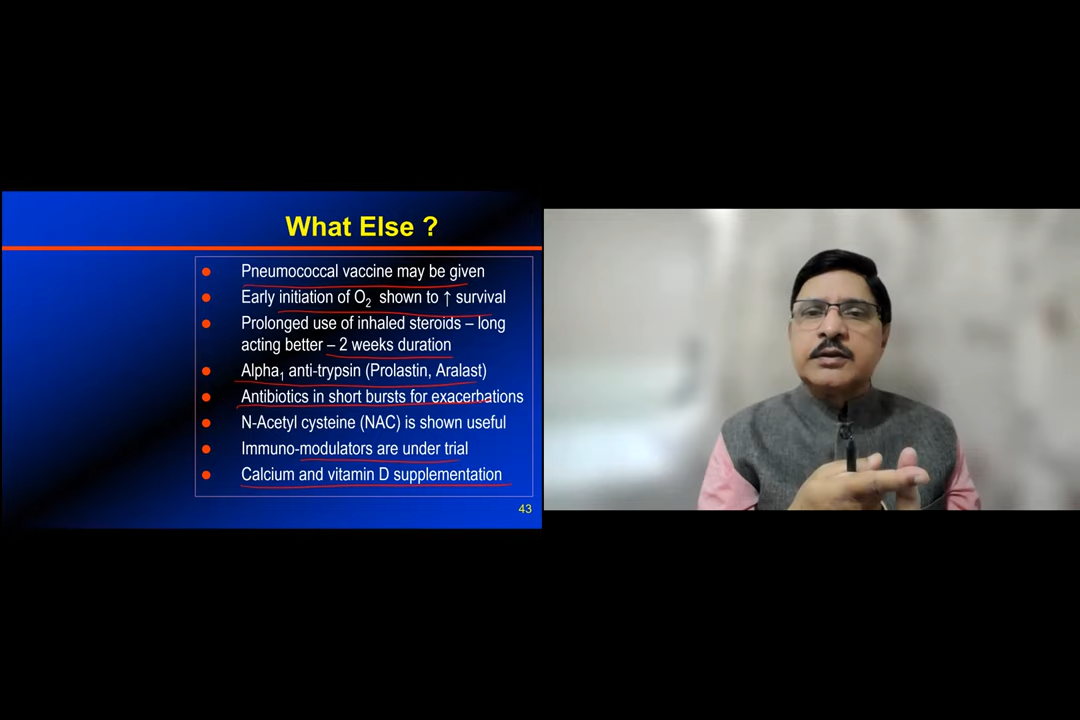 What Else ?
Pneumococcal vaccine may be given
Early initiation of O2 shown to ↑ survival
Prolonged use of inhaled steroids – long
acting better – 2 weeks duration
Alpha1 anti-trypsin (Prolastin, Aralast)
Antibiotics in short bursts for exacerbations
N-Acetyl cysteine (NAC) is shown useful
Immuno-modulators are under trial
Calcium and vitamin D supplementation
43